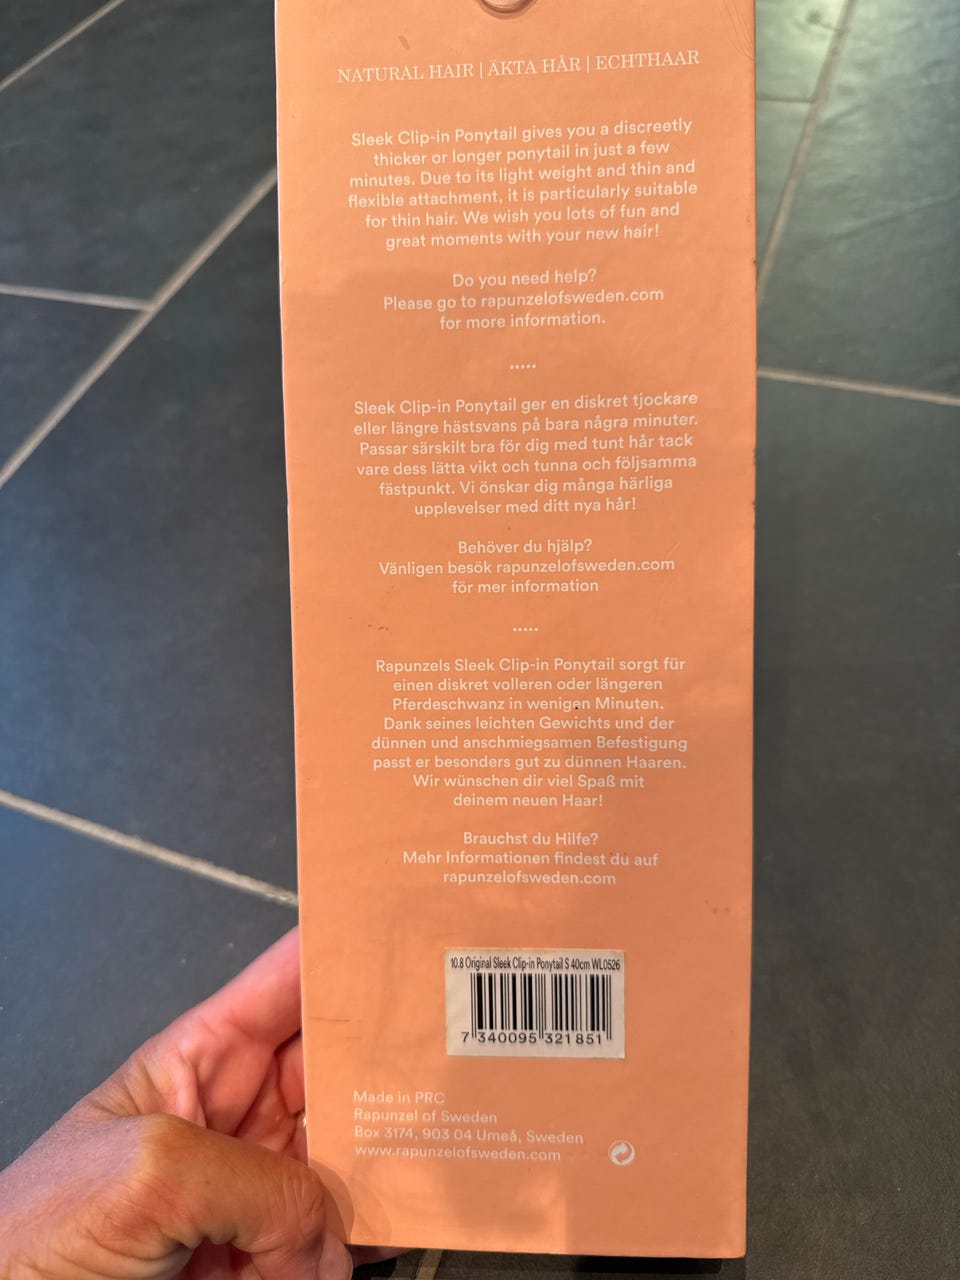 NATURAL HAIR | ÄKTA HÅR | ECHTHAAR
Sleek Clip-in Ponytail gives you a discreetly
thicker or longer ponytail in just a few
minutes. Due to its light weight and thin and
flexible attachment, it is particularly suitable
for thin hair. We wish you lots of fun and
great moments with your new hair!
Do you need help?
Please go to rapunzelofsweden.com
for more information.
.....
Sleek Clip-in Ponytail ger en diskret tjockare
eller längre hästsvans på bara några minuter.
Passar särskilt bra för dig med tunt hår tack
vare dess lätta vikt och tunna och följsamma
fästpunkt. Vi önskar dig många härliga
upplevelser med ditt nya hår!
Behöver du hjälp?
Vänligen besök rapunzelofsweden.com
för mer information
.....
Rapunzels Sleek Clip-in Ponytail sorgt für
einen diskret volleren oder längeren
Pferdeschwanz in wenigen Minuten.
Dank seines leichten Gewichts und der
dünnen und anschmiegsamen Befestigung
passt er besonders gut zu dünnen Haaren.
Wir wünschen dir viel Spaß mit
deinem neuen Haar!
Brauchst du Hilfe?
Mehr Informationen findest du auf
rapunzelofsweden.com
10.8 Original Sleek Clip-in Ponytail S 40cm WL0526
7 340095 321851
Made in PRC
Rapunzel of Sweden
Box 3174, 903 04 Umeå, Sweden
www.rapunzelofsweden.com